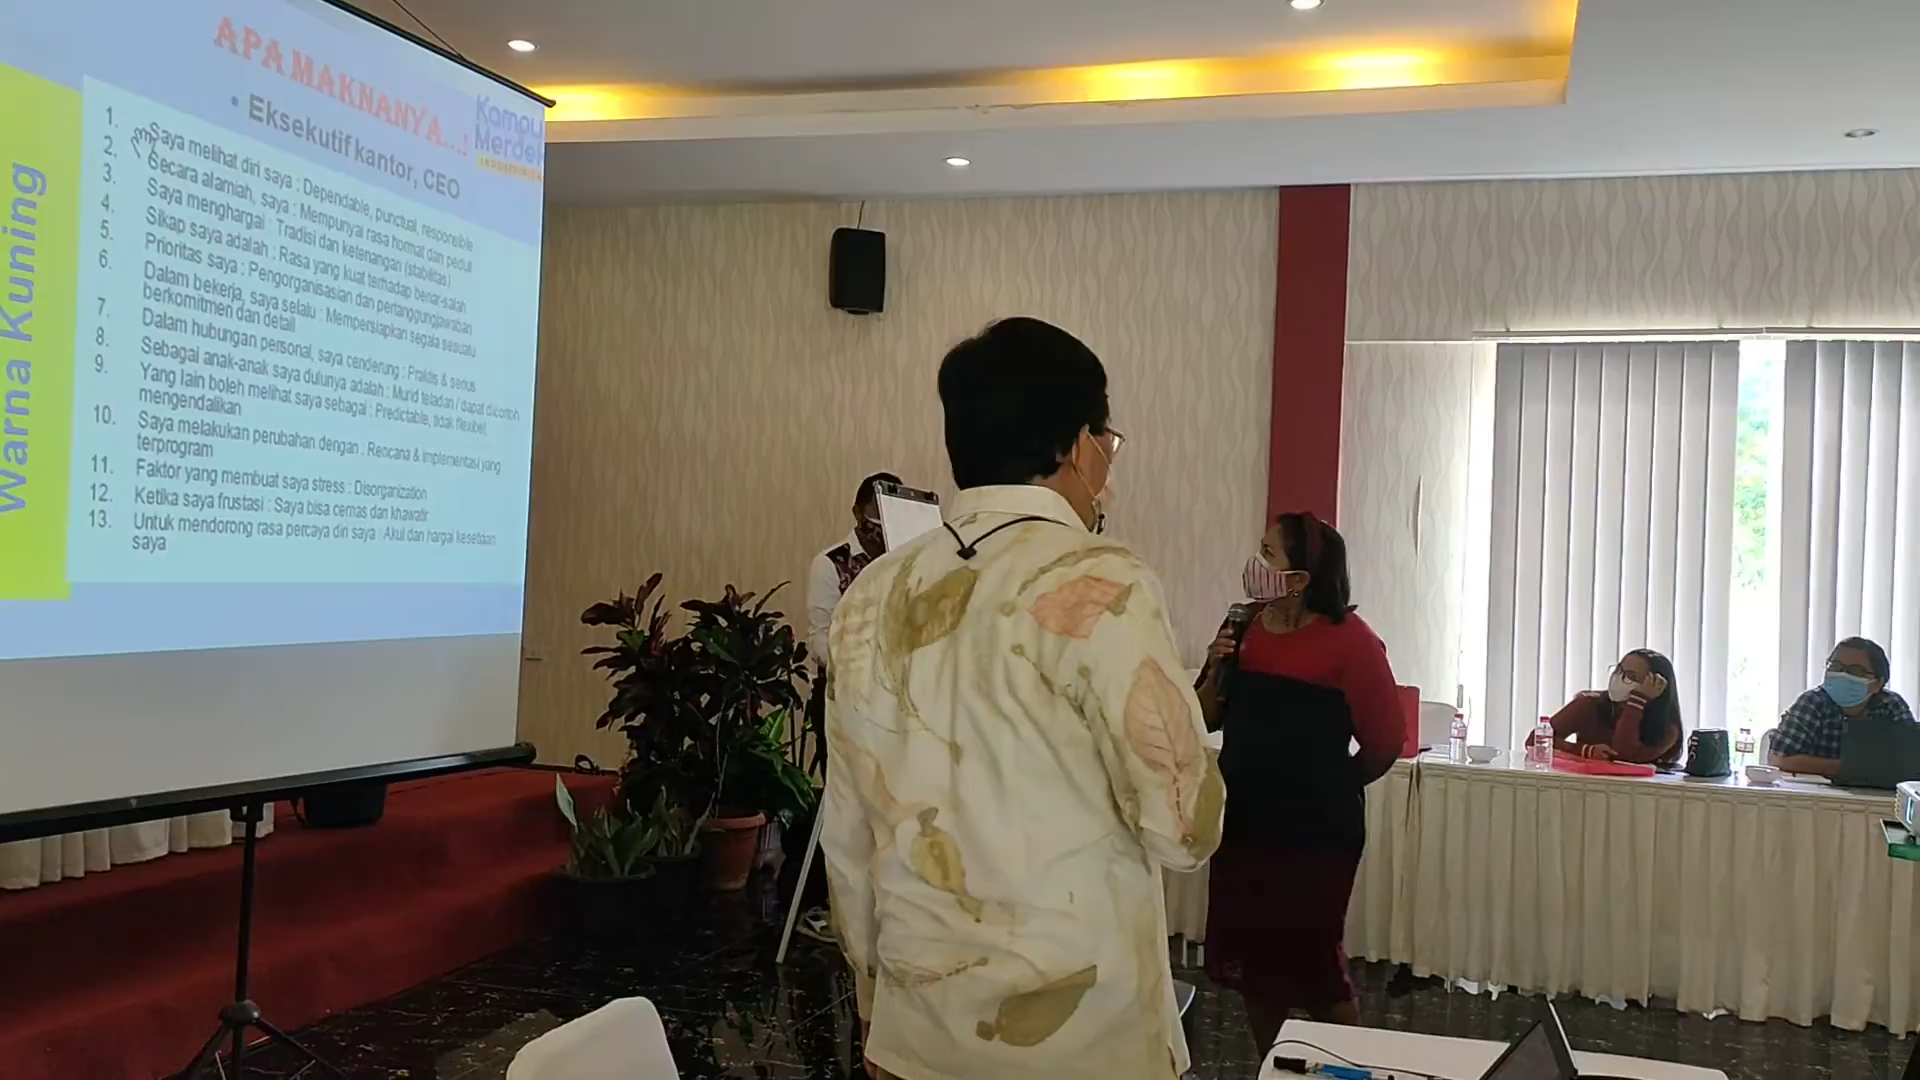 APA MAKNANYA...!
• Eksekutif kantor, CEO
Kampu
Merdek
INDONESIA
Warna Kuning
1. Saya melihat diri saya : Dependable, punctual, responsible
2. Secara alamiah, saya : Mempunyai rasa hormat dan peduli
3. Saya menghargai : Tradisi dan ketenangan (stabilitas)
4. Sikap saya adalah : Rasa yang kuat terhadap benar-salah
5. Prioritas saya : Pengorganisasian dan pertanggungjawaban
6. Dalam bekerja, saya selalu : Mempersiapkan segala sesuatu
berkomitmen dan detail
7. Dalam hubungan personal, saya cenderung : Praktis & serius
8. Sebagai anak-anak saya dulunya adalah : Murid teladan / dapat dicontoh
9. Yang lain boleh melihat saya sebagai : Predictable, tidak flexibel,
mengendalikan
10. Saya melakukan perubahan dengan : Rencana & implementasi yang
terprogram
11. Faktor yang membuat saya stress : Disorganization
12. Ketika saya frustasi : Saya bisa cemas dan khawatir
13. Untuk mendorong rasa percaya diri saya : Akui dan hargai kesetiaan
saya